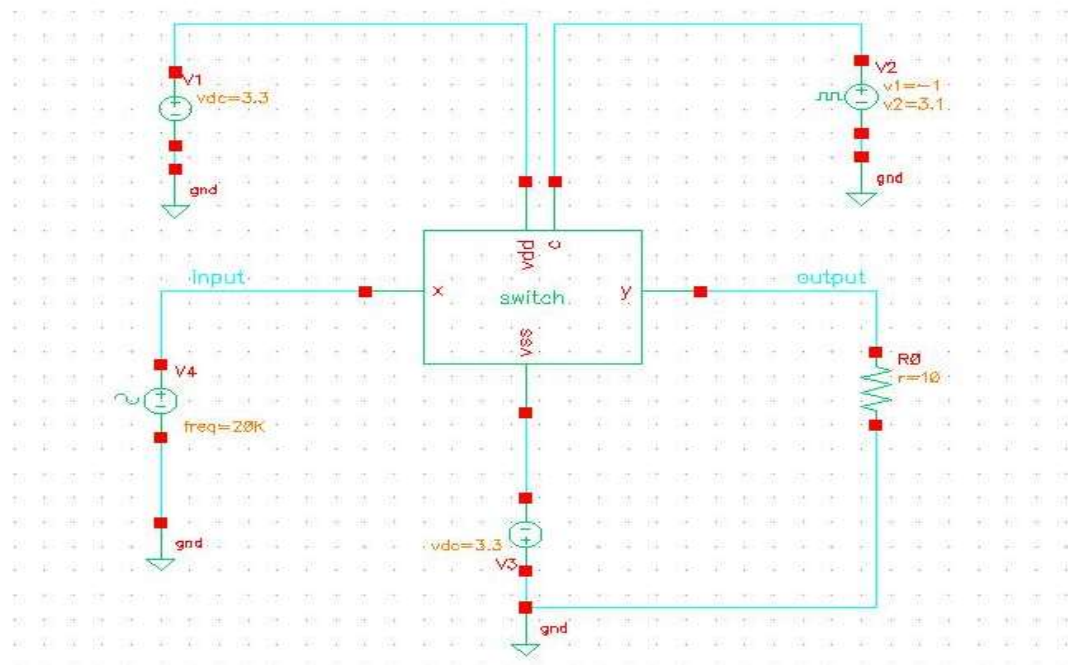 V1
vdc=3.3
gnd
V2
v1=-1
v2=3.1
gnd
vdd
c
input
x
switch
y
output
vss
V4
freq=20K
gnd
R0
r=10
vdc=3.3
V3
gnd